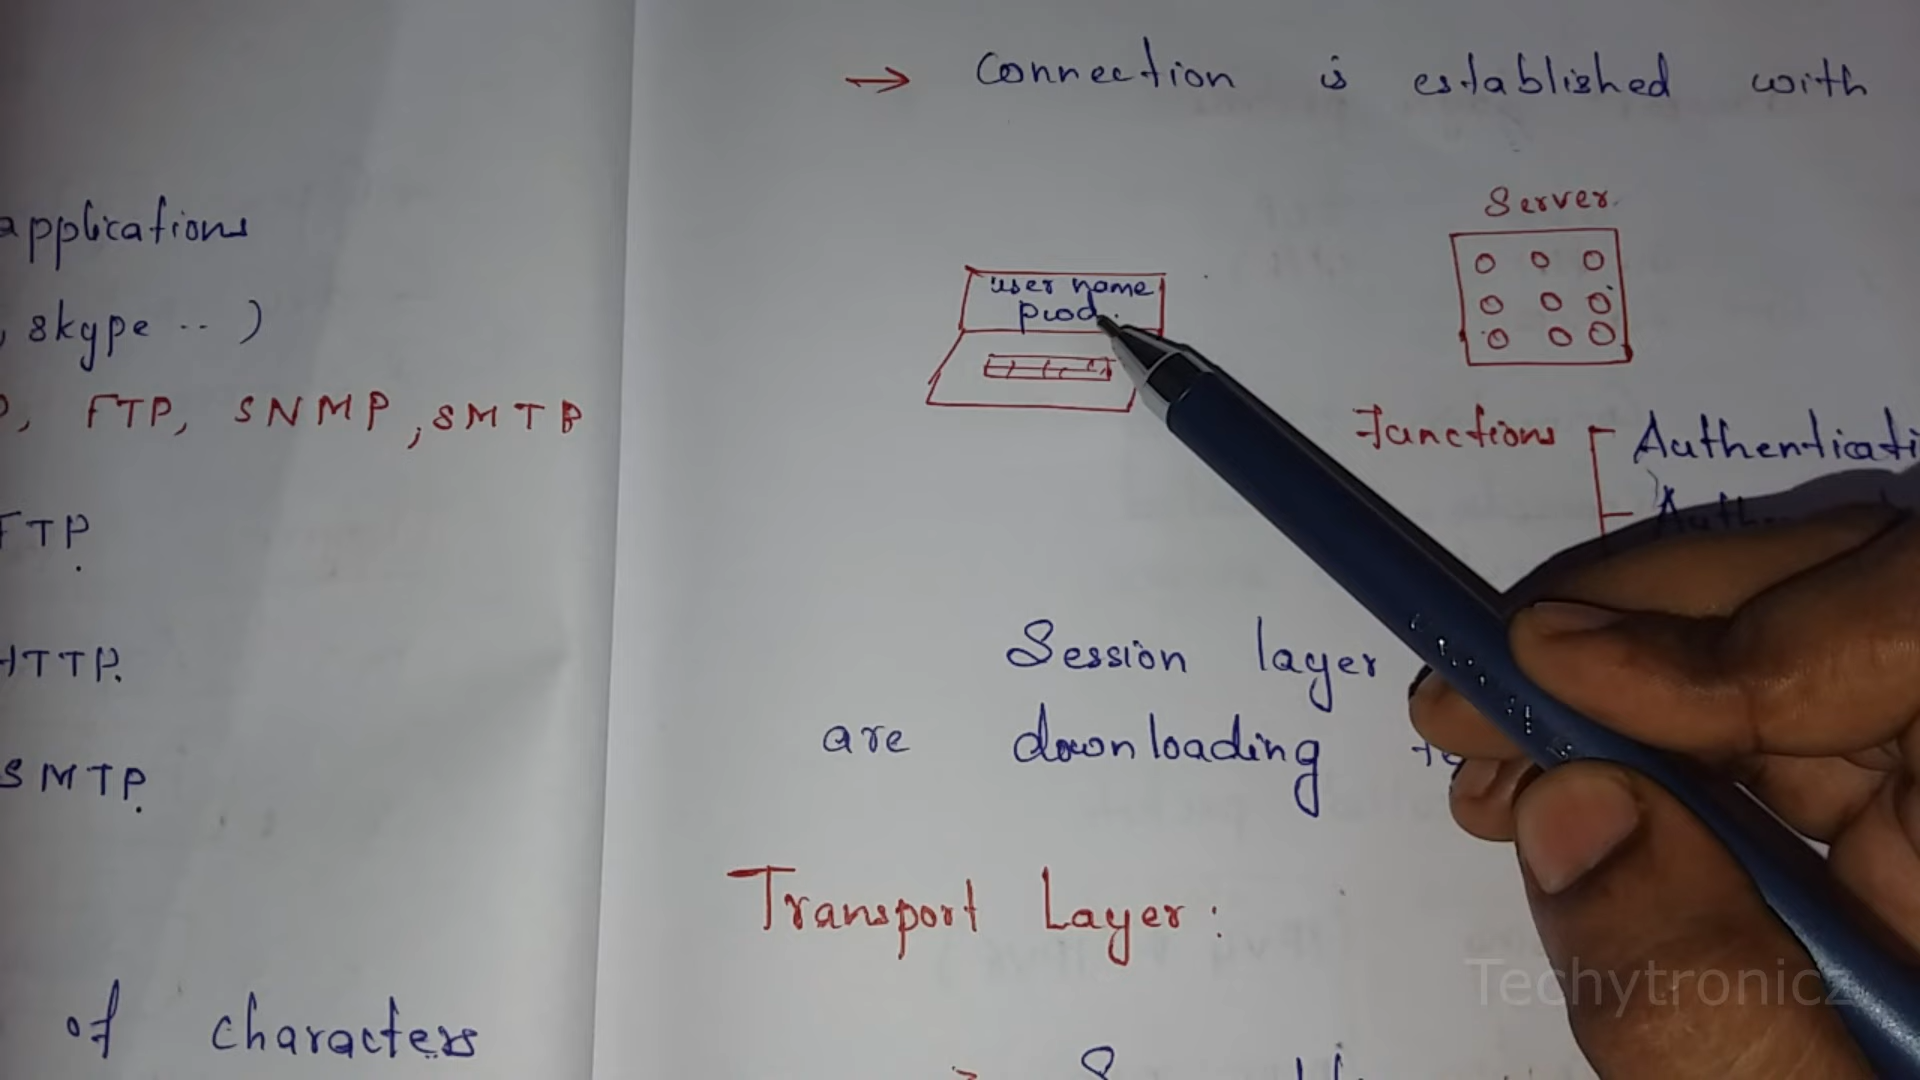 applications
, skype .. )
, FTP, SNMP, SMTP
FTP.
HTTP.
SMTP.
of characters
→ Connection is established with
user name
pwd.
Server
Functions
Authenticati
Session layer
are downloading
Transport Layer:
Techytronicz